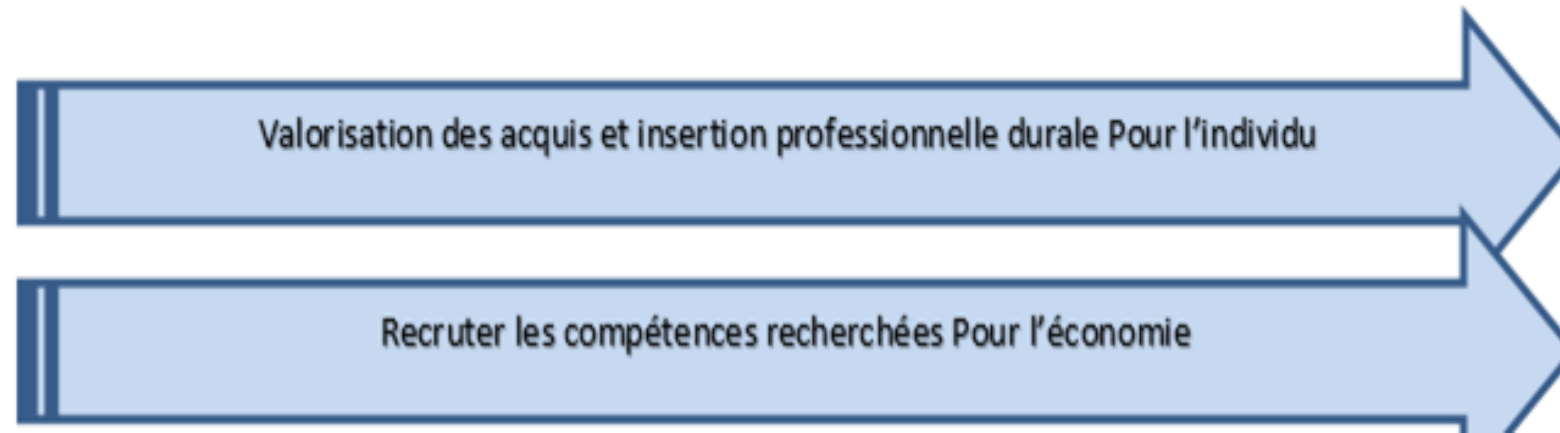 Valorisation des acquis et insertion professionnelle durale Pour l'individu
Recruter les compétences recherchées Pour l'économie